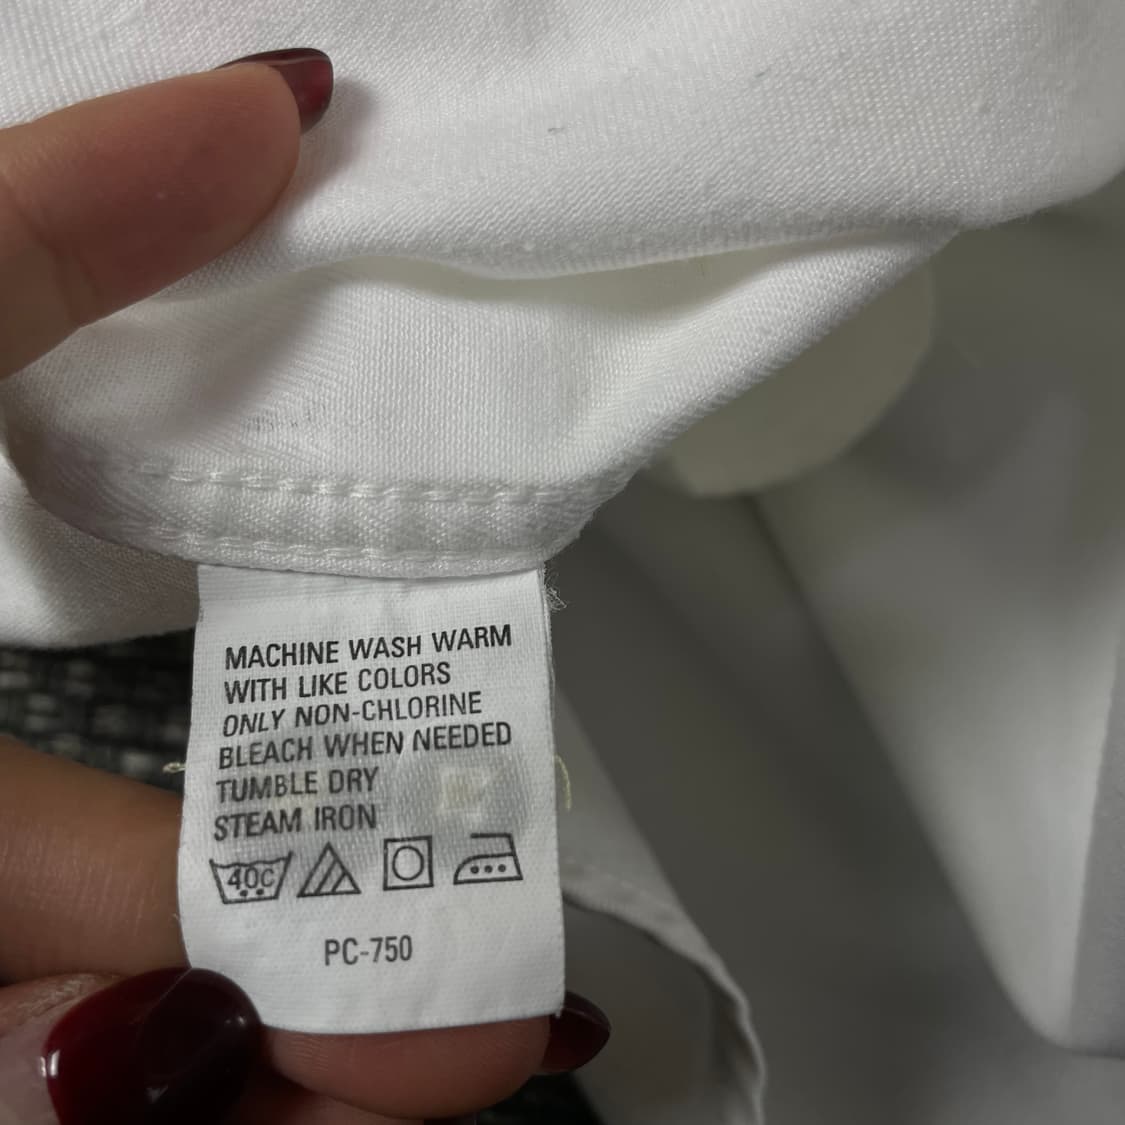 MACHINE WASH WARM
WITH LIKE COLORS
ONLY NON-CHLORINE
BLEACH WHEN NEEDED
TUMBLE DRY
STEAM IRON
40C
PC-750